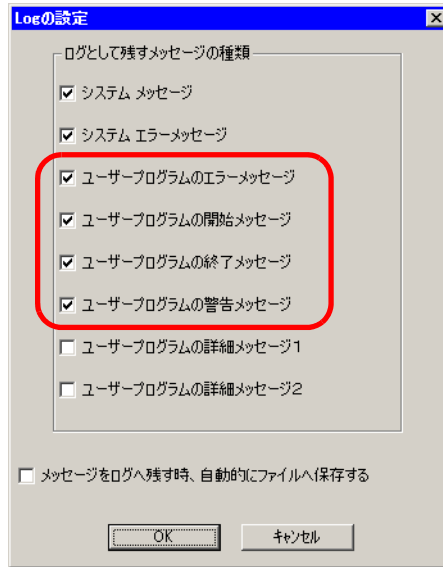 Logの設定
ログとして残すメッセージの種類
システム メッセージ
システム エラーメッセージ
ユーザープログラムのエラーメッセージ
ユーザープログラムの開始メッセージ
ユーザープログラムの終了メッセージ
ユーザープログラムの警告メッセージ
ユーザープログラムの詳細メッセージ1
ユーザープログラムの詳細メッセージ2
メッセージをログへ残す時、自動的にファイルへ保存する
OK キャンセル